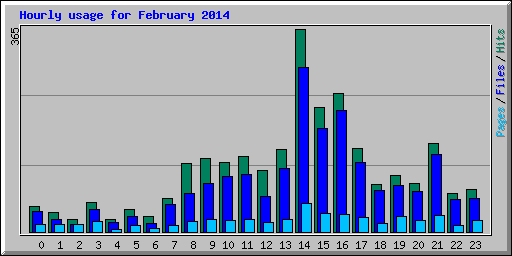 Hourly usage for February 2014
365
Pages / Files / Hits
0 1 2 3 4 5 6 7 8 9 10 11 12 13 14 15 16 17 18 19 20 21 22 23